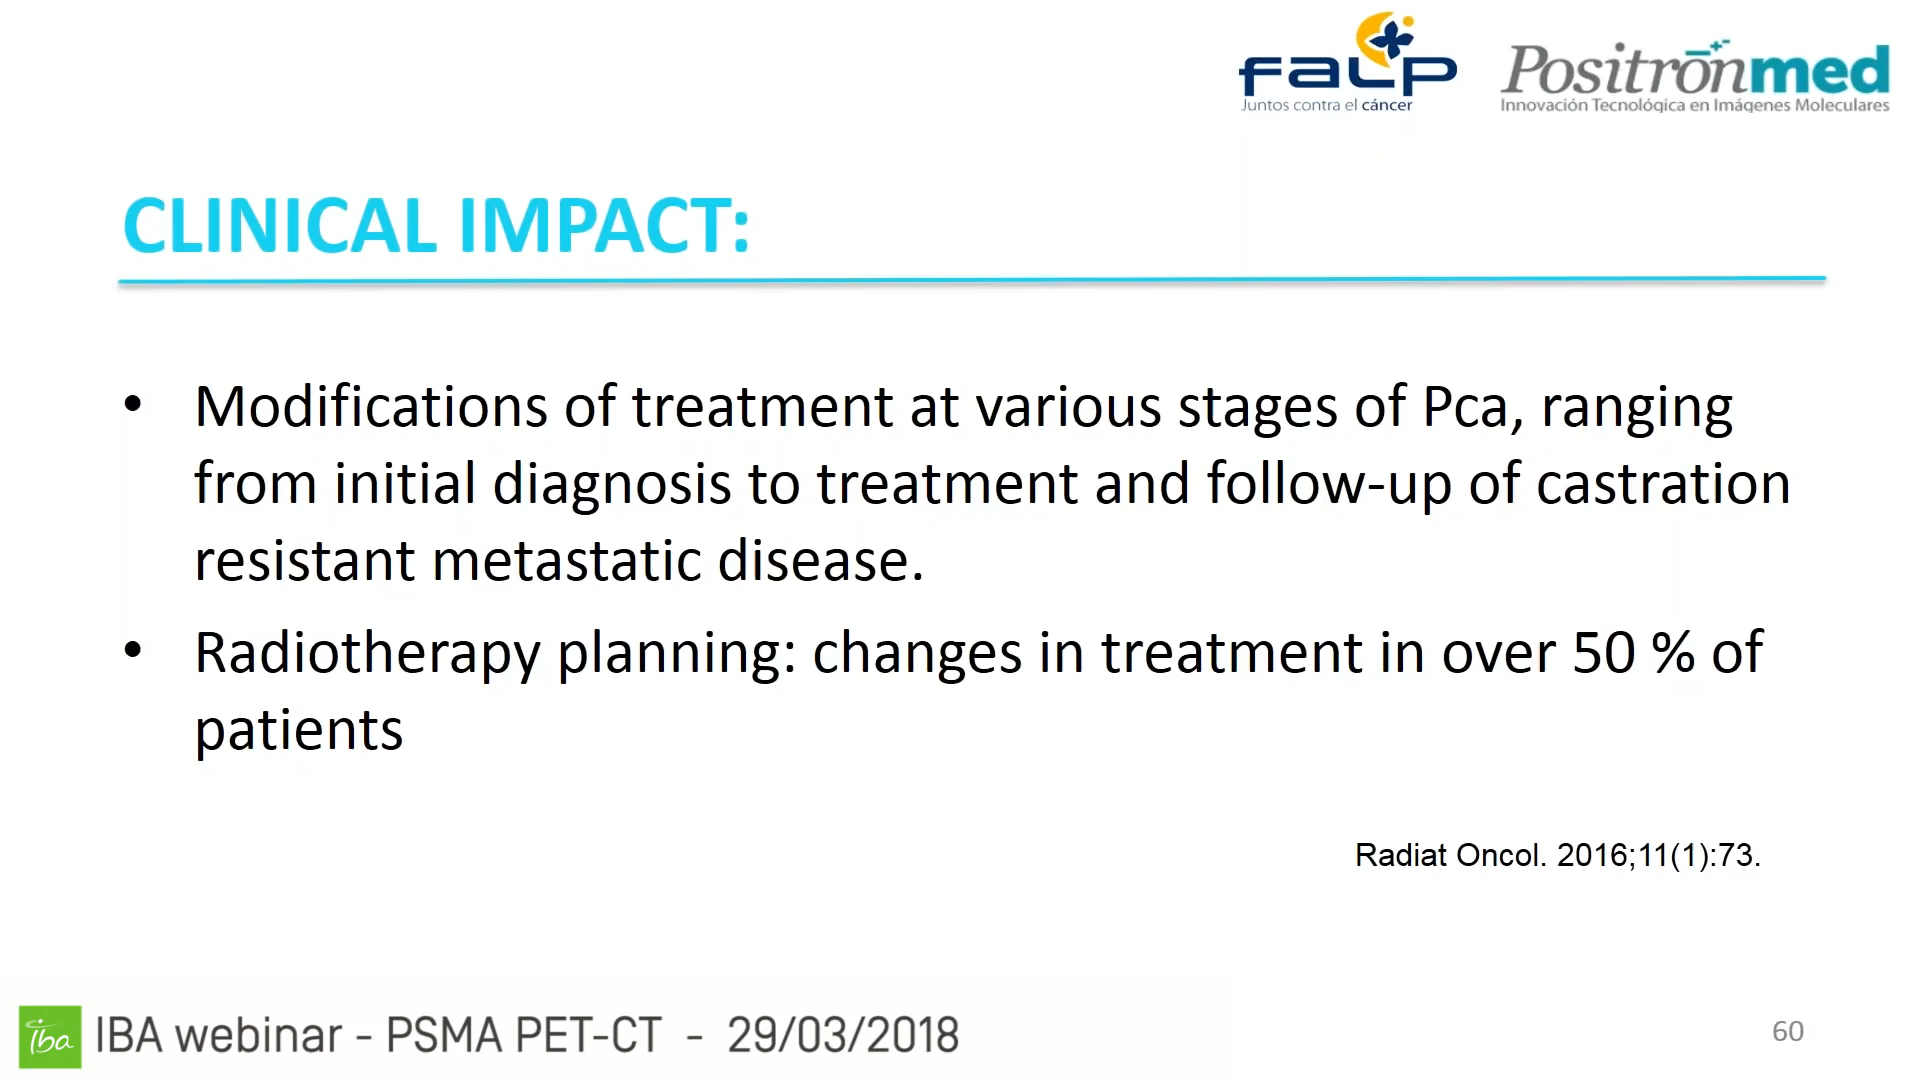 falp
Juntos contra el cáncer
Positronmed
Innovación Tecnológica en Imágenes Moleculares
CLINICAL IMPACT:
• Modifications of treatment at various stages of Pca, ranging
from initial diagnosis to treatment and follow-up of castration
resistant metastatic disease.
• Radiotherapy planning: changes in treatment in over 50 % of
patients
Radiat Oncol. 2016;11(1):73.
iba IBA webinar - PSMA PET-CT - 29/03/2018
60